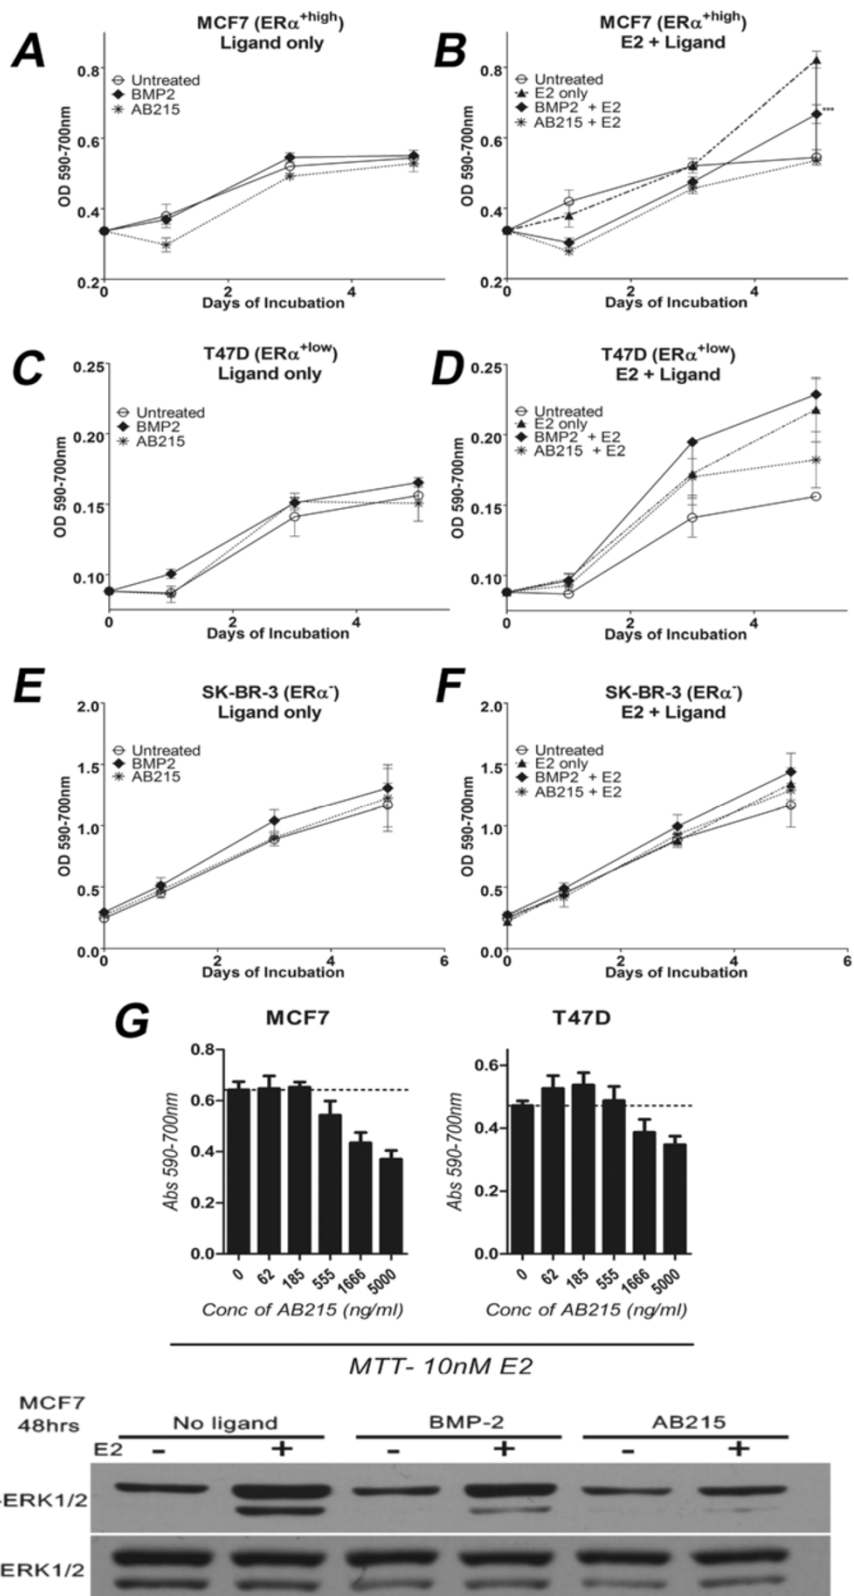 A
MCF7 (ERα+high)
Ligand only
OD 590-700nm
0.8
0.6
0.4
0.2
Untreated
BMP2
AB215
0 2 4
Days of Incubation
B
MCF7 (ERα+high)
E2 + Ligand
OD 590-700nm
0.8
0.6
0.4
0.2
Untreated
E2 only
BMP2 + E2
AB215 + E2
***
0 2 4
Days of Incubation
C
T47D (ERα+low)
Ligand only
OD 590-700nm
0.25
0.20
0.15
0.10
Untreated
BMP2
AB215
0 2 4
Days of Incubation
D
T47D (ERα+low)
E2 + Ligand
OD 590-700nm
0.25
0.20
0.15
0.10
Untreated
E2 only
BMP2 + E2
AB215 + E2
0 2 4
Days of Incubation
E
SK-BR-3 (ERα-)
Ligand only
OD 590-700nm
2.0
1.5
1.0
0.5
0.0
Untreated
BMP2
AB215
0 2 4 6
Days of Incubation
F
SK-BR-3 (ERα-)
E2 + Ligand
OD 590-700nm
2.0
1.5
1.0
0.5
0.0
Untreated
E2 only
BMP2 + E2
AB215 + E2
0 2 4 6
Days of Incubation
G
MCF7
Abs 590-700nm
0.8
0.6
0.4
0.2
0.0
0 62 185 555 1666 5000
Conc of AB215 (ng/ml)
T47D
Abs 590-700nm
0.6
0.4
0.2
0.0
0 62 185 555 1666 5000
Conc of AB215 (ng/ml)
MTT- 10nM E2
MCF7
48hrs
No ligand BMP-2 AB215
E2 - + - + - +
-ERK1/2
ERK1/2